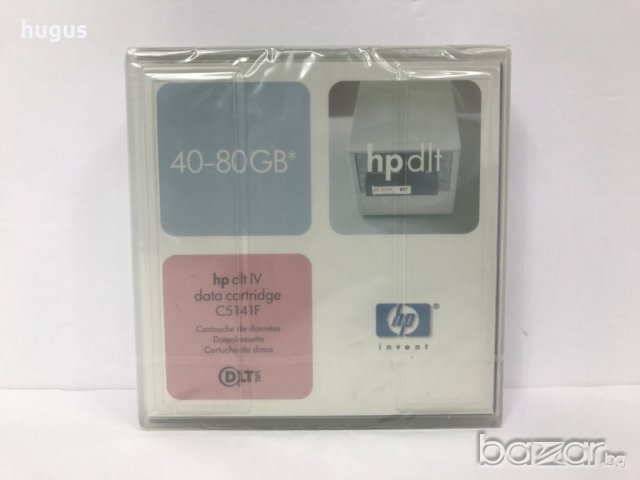 hugus
40-80GB*
hp dlt
hp dlt IV
data cartridge
C5141F
Cartouche de données
Datenkassette
Cartucho de datos
DLT
hp®
invent
bazar.bg